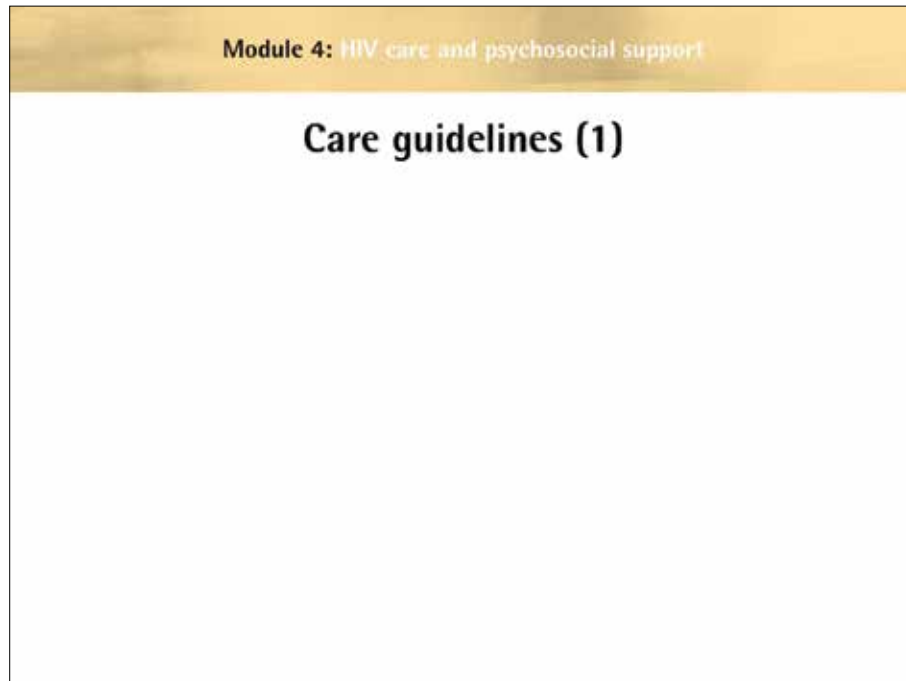 Module 4: HIV care and psychosocial support
Care guidelines (1)